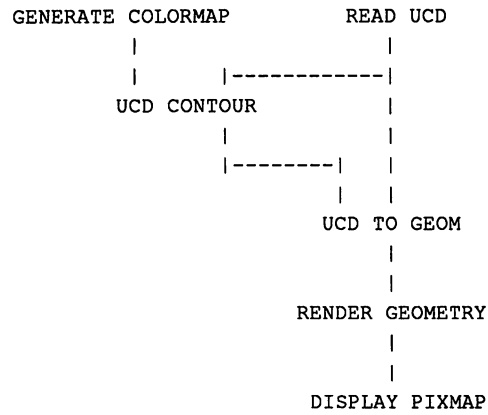 GENERATE COLORMAP READ UCD
UCD CONTOUR
UCD TO GEOM
RENDER GEOMETRY
DISPLAY PIXMAP